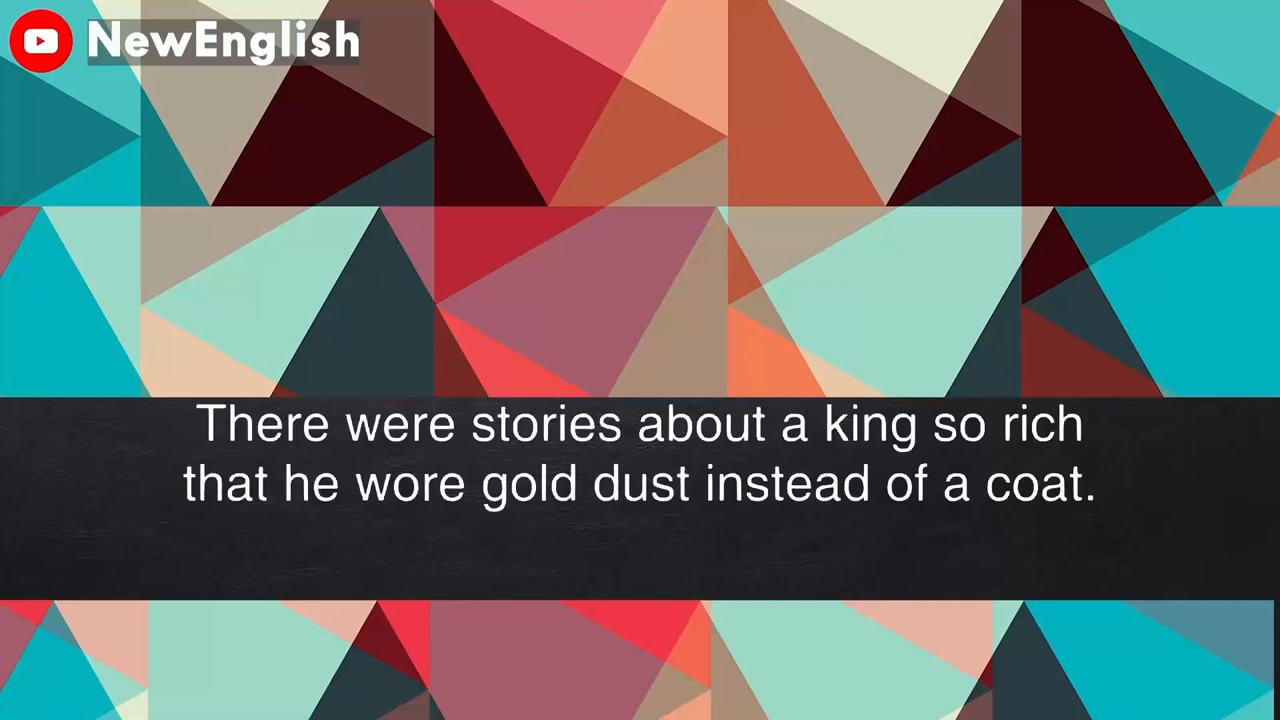 NewEnglish
There were stories about a king so rich
that he wore gold dust instead of a coat.